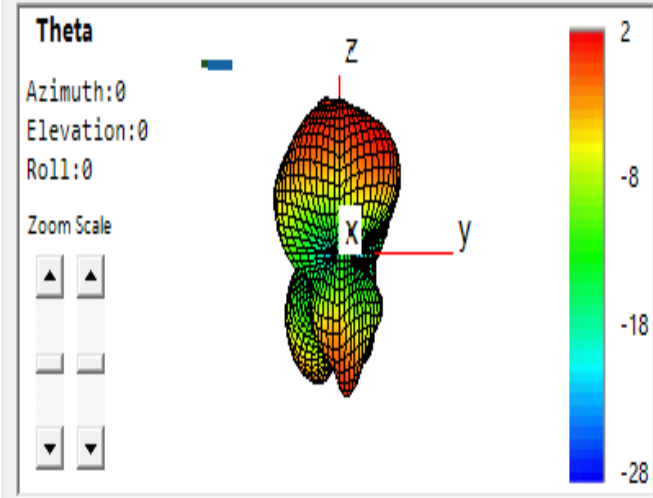 Theta
Azimuth:0
Elevation:0
Roll:0
Zoom Scale
z
x
y
2
-8
-18
-28